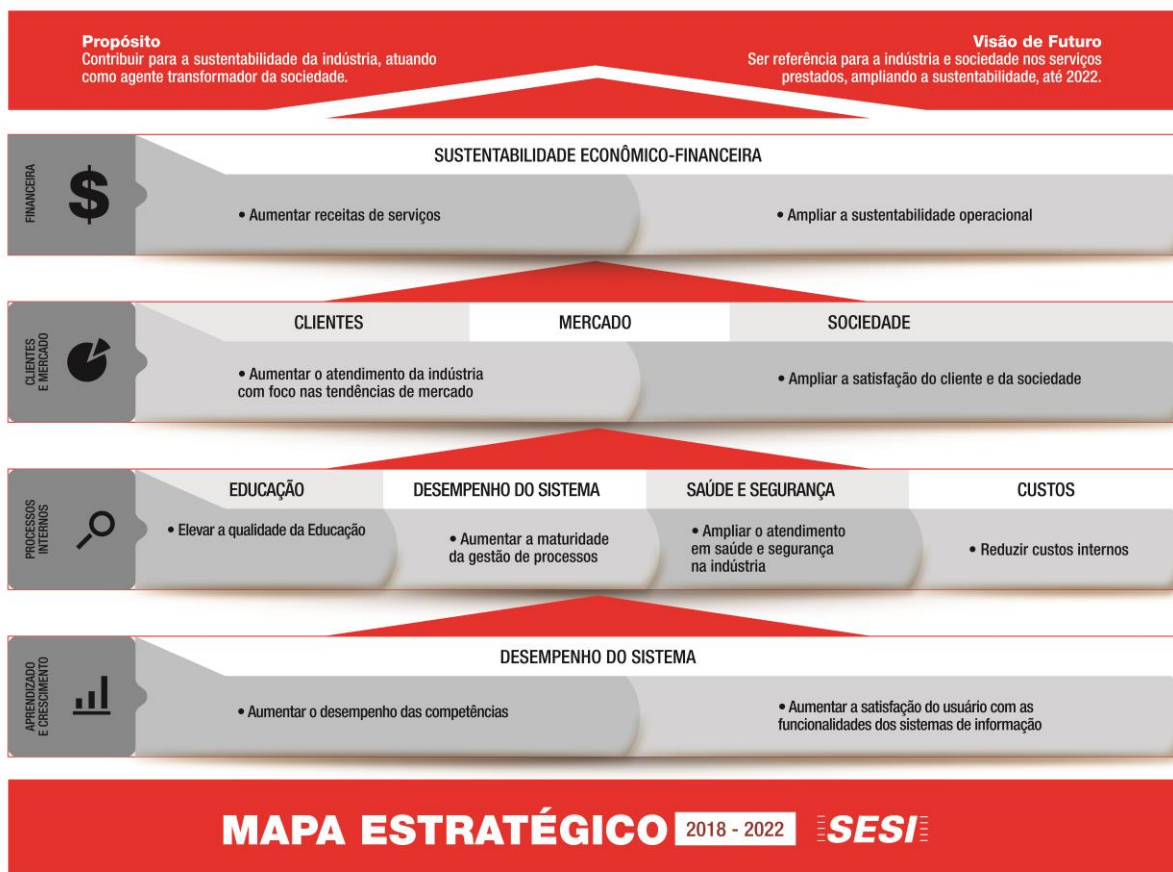 Propósito
Contribuir para a sustentabilidade da indústria, atuando
como agente transformador da sociedade.
Visão de Futuro
Ser referência para a indústria e sociedade nos serviços
prestados, ampliando a sustentabilidade, até 2022.
FINANCEIRA
$
SUSTENTABILIDADE ECONÔMICO-FINANCEIRA
• Aumentar receitas de serviços
• Ampliar a sustentabilidade operacional
CLIENTES
E MERCADO
CLIENTES
MERCADO
SOCIEDADE
• Aumentar o atendimento da indústria
com foco nas tendências de mercado
• Ampliar a satisfação do cliente e da sociedade
PROCESSOS
INTERNOS
EDUCAÇÃO
• Elevar a qualidade da Educação
DESEMPENHO DO SISTEMA
• Aumentar a maturidade
da gestão de processos
SAÚDE E SEGURANÇA
• Ampliar o atendimento
em saúde e segurança
na indústria
CUSTOS
• Reduzir custos internos
APRENDIZADO
E CRESCIMENTO
DESEMPENHO DO SISTEMA
• Aumentar o desempenho das competências
• Aumentar a satisfação do usuário com as
funcionalidades dos sistemas de informação
MAPA ESTRATÉGICO 2018 - 2022 SESI